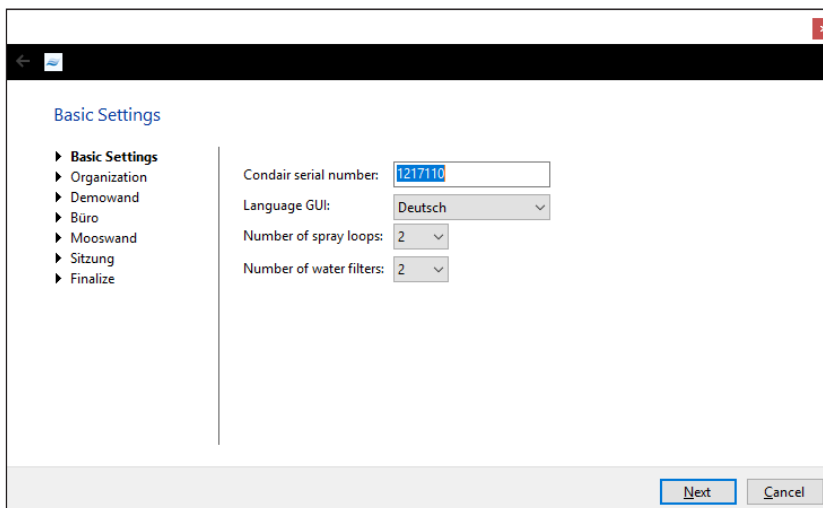 Basic Settings
Basic Settings
Organization
Demowand
Büro
Mooswand
Sitzung
Finalize
Condair serial number: 1217110
Language GUI: Deutsch
Number of spray loops: 2
Number of water filters: 2
Next Cancel